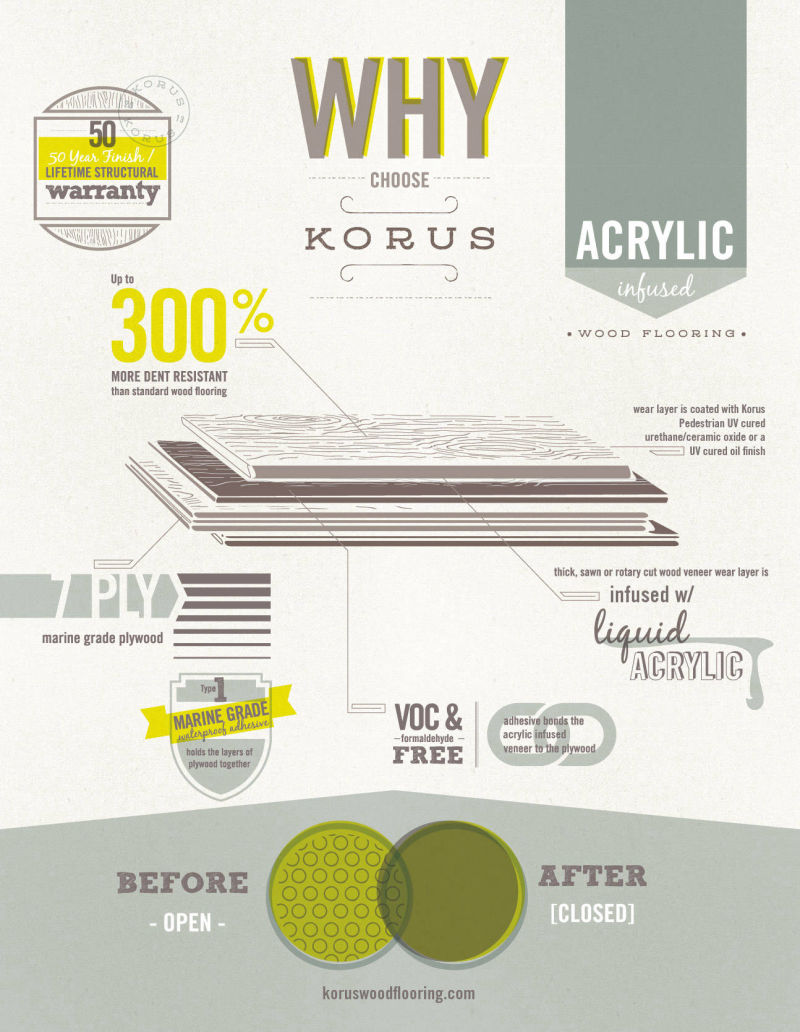 WHY
CHOOSE
KORUS
KORUS
19
KORUS
50
50 Year Finish /
LIFETIME STRUCTURAL
warranty
ACRYLIC
infused
• WOOD FLOORING •
Up to
300%
MORE DENT RESISTANT
than standard wood flooring
wear layer is coated with Korus
Pedestrian UV cured
urethane/ceramic oxide or a
UV cured oil finish
7 PLY
marine grade plywood
thick, sawn or rotary cut wood veneer wear layer is
infused w/
liquid
ACRYLIC
Type 1
MARINE GRADE
waterproof adhesive
holds the layers of
plywood together
VOC &
– formaldehyde –
FREE
adhesive bonds the
acrylic infused
veneer to the plywood
BEFORE
- OPEN -
AFTER
[CLOSED]
koruswoodflooring.com